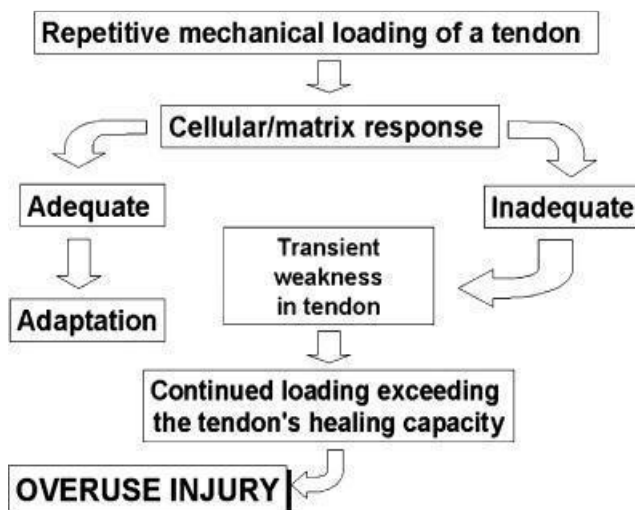 Repetitive mechanical loading of a tendon
Cellular/matrix response
Adequate
Inadequate
Transient
weakness
in tendon
Adaptation
Continued loading exceeding
the tendon's healing capacity
OVERUSE INJURY